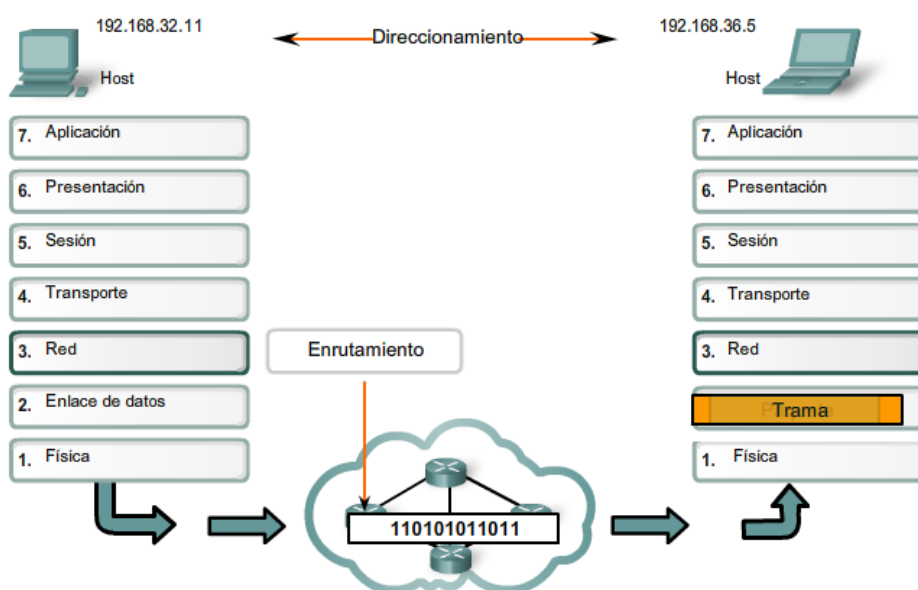 192.168.32.11
Direccionamiento
192.168.36.5
Host
Host
7. Aplicación
7. Aplicación
6. Presentación
6. Presentación
5. Sesión
5. Sesión
4. Transporte
4. Transporte
3. Red
Enrutamiento
3. Red
2. Enlace de datos
Trama
1. Física
1. Física
110101011011